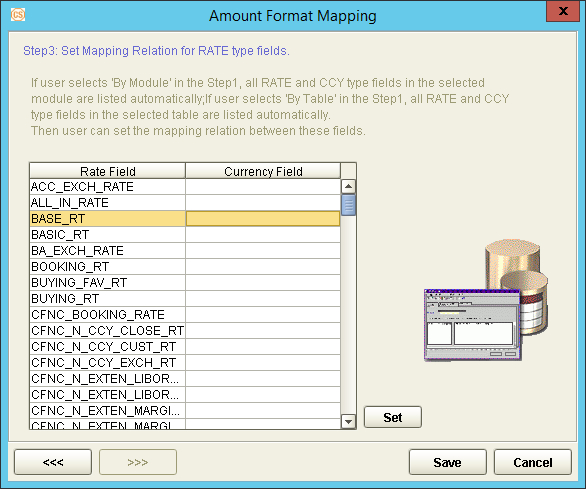 Amount Format Mapping
Step3: Set Mapping Relation for RATE type fields.
If user selects 'By Module' in the Step1, all RATE and CCY type fields in the selected
module are listed automatically;If user selects 'By Table' in the Step1, all RATE and CCY
type fields in the selected table are listed automatically.
Then user can set the mapping relation between these fields.
Rate Field Currency Field
ACC_EXCH_RATE
ALL_IN_RATE
BASE_RT
BASIC_RT
BA_EXCH_RATE
BOOKING_RT
BUYING_FAV_RT
BUYING_RT
CFNC_BOOKING_RATE
CFNC_N_CCY_CLOSE_RT
CFNC_N_CCY_CUST_RT
CFNC_N_CCY_EXCH_RT
CFNC_N_EXTEN_LIBOR...
CFNC_N_EXTEN_LIBOR...
CFNC_N_EXTEN_MARGI...
CFNC_N_EXTEN_MARGI...
Set
<<< >>> Save Cancel